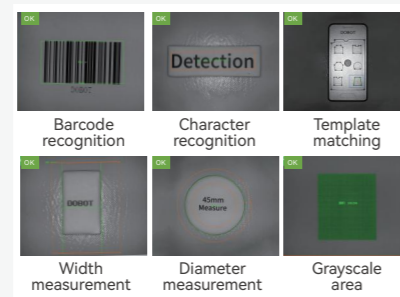 OK
OK
OK
DOBOT
Detection
DOBOT
Barcode
recognition
Character
recognition
Template
matching
OK
OK
OK
DOBOT
45mm
Measure
Width
measurement
Diameter
measurement
Grayscale
area